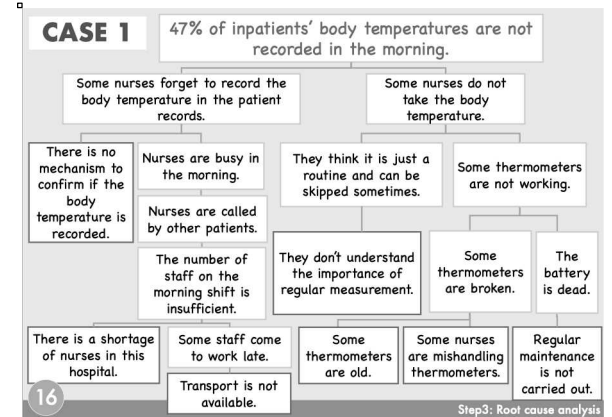 CASE 1
47% of inpatients' body temperatures are not
recorded in the morning.
Some nurses forget to record the
body temperature in the patient
records.
Some nurses do not
take the body
temperature.
There is no
mechanism to
confirm if the
body
temperature is
recorded.
Nurses are busy in
the morning.
They think it is just a
routine and can be
skipped sometimes.
Some thermometers
are not working.
Nurses are called
by other patients.
The number of
staff on the
morning shift is
insufficient.
They don't understand
the importance of
regular measurement.
Some
thermometers
are broken.
The
battery
is dead.
There is a shortage
of nurses in this
hospital.
Some staff come
to work late.
Some
thermometers
are old.
Some nurses
are mishandling
thermometers.
Regular
maintenance
is not
carried out.
Transport is not
available.
16
Step3: Root cause analysis